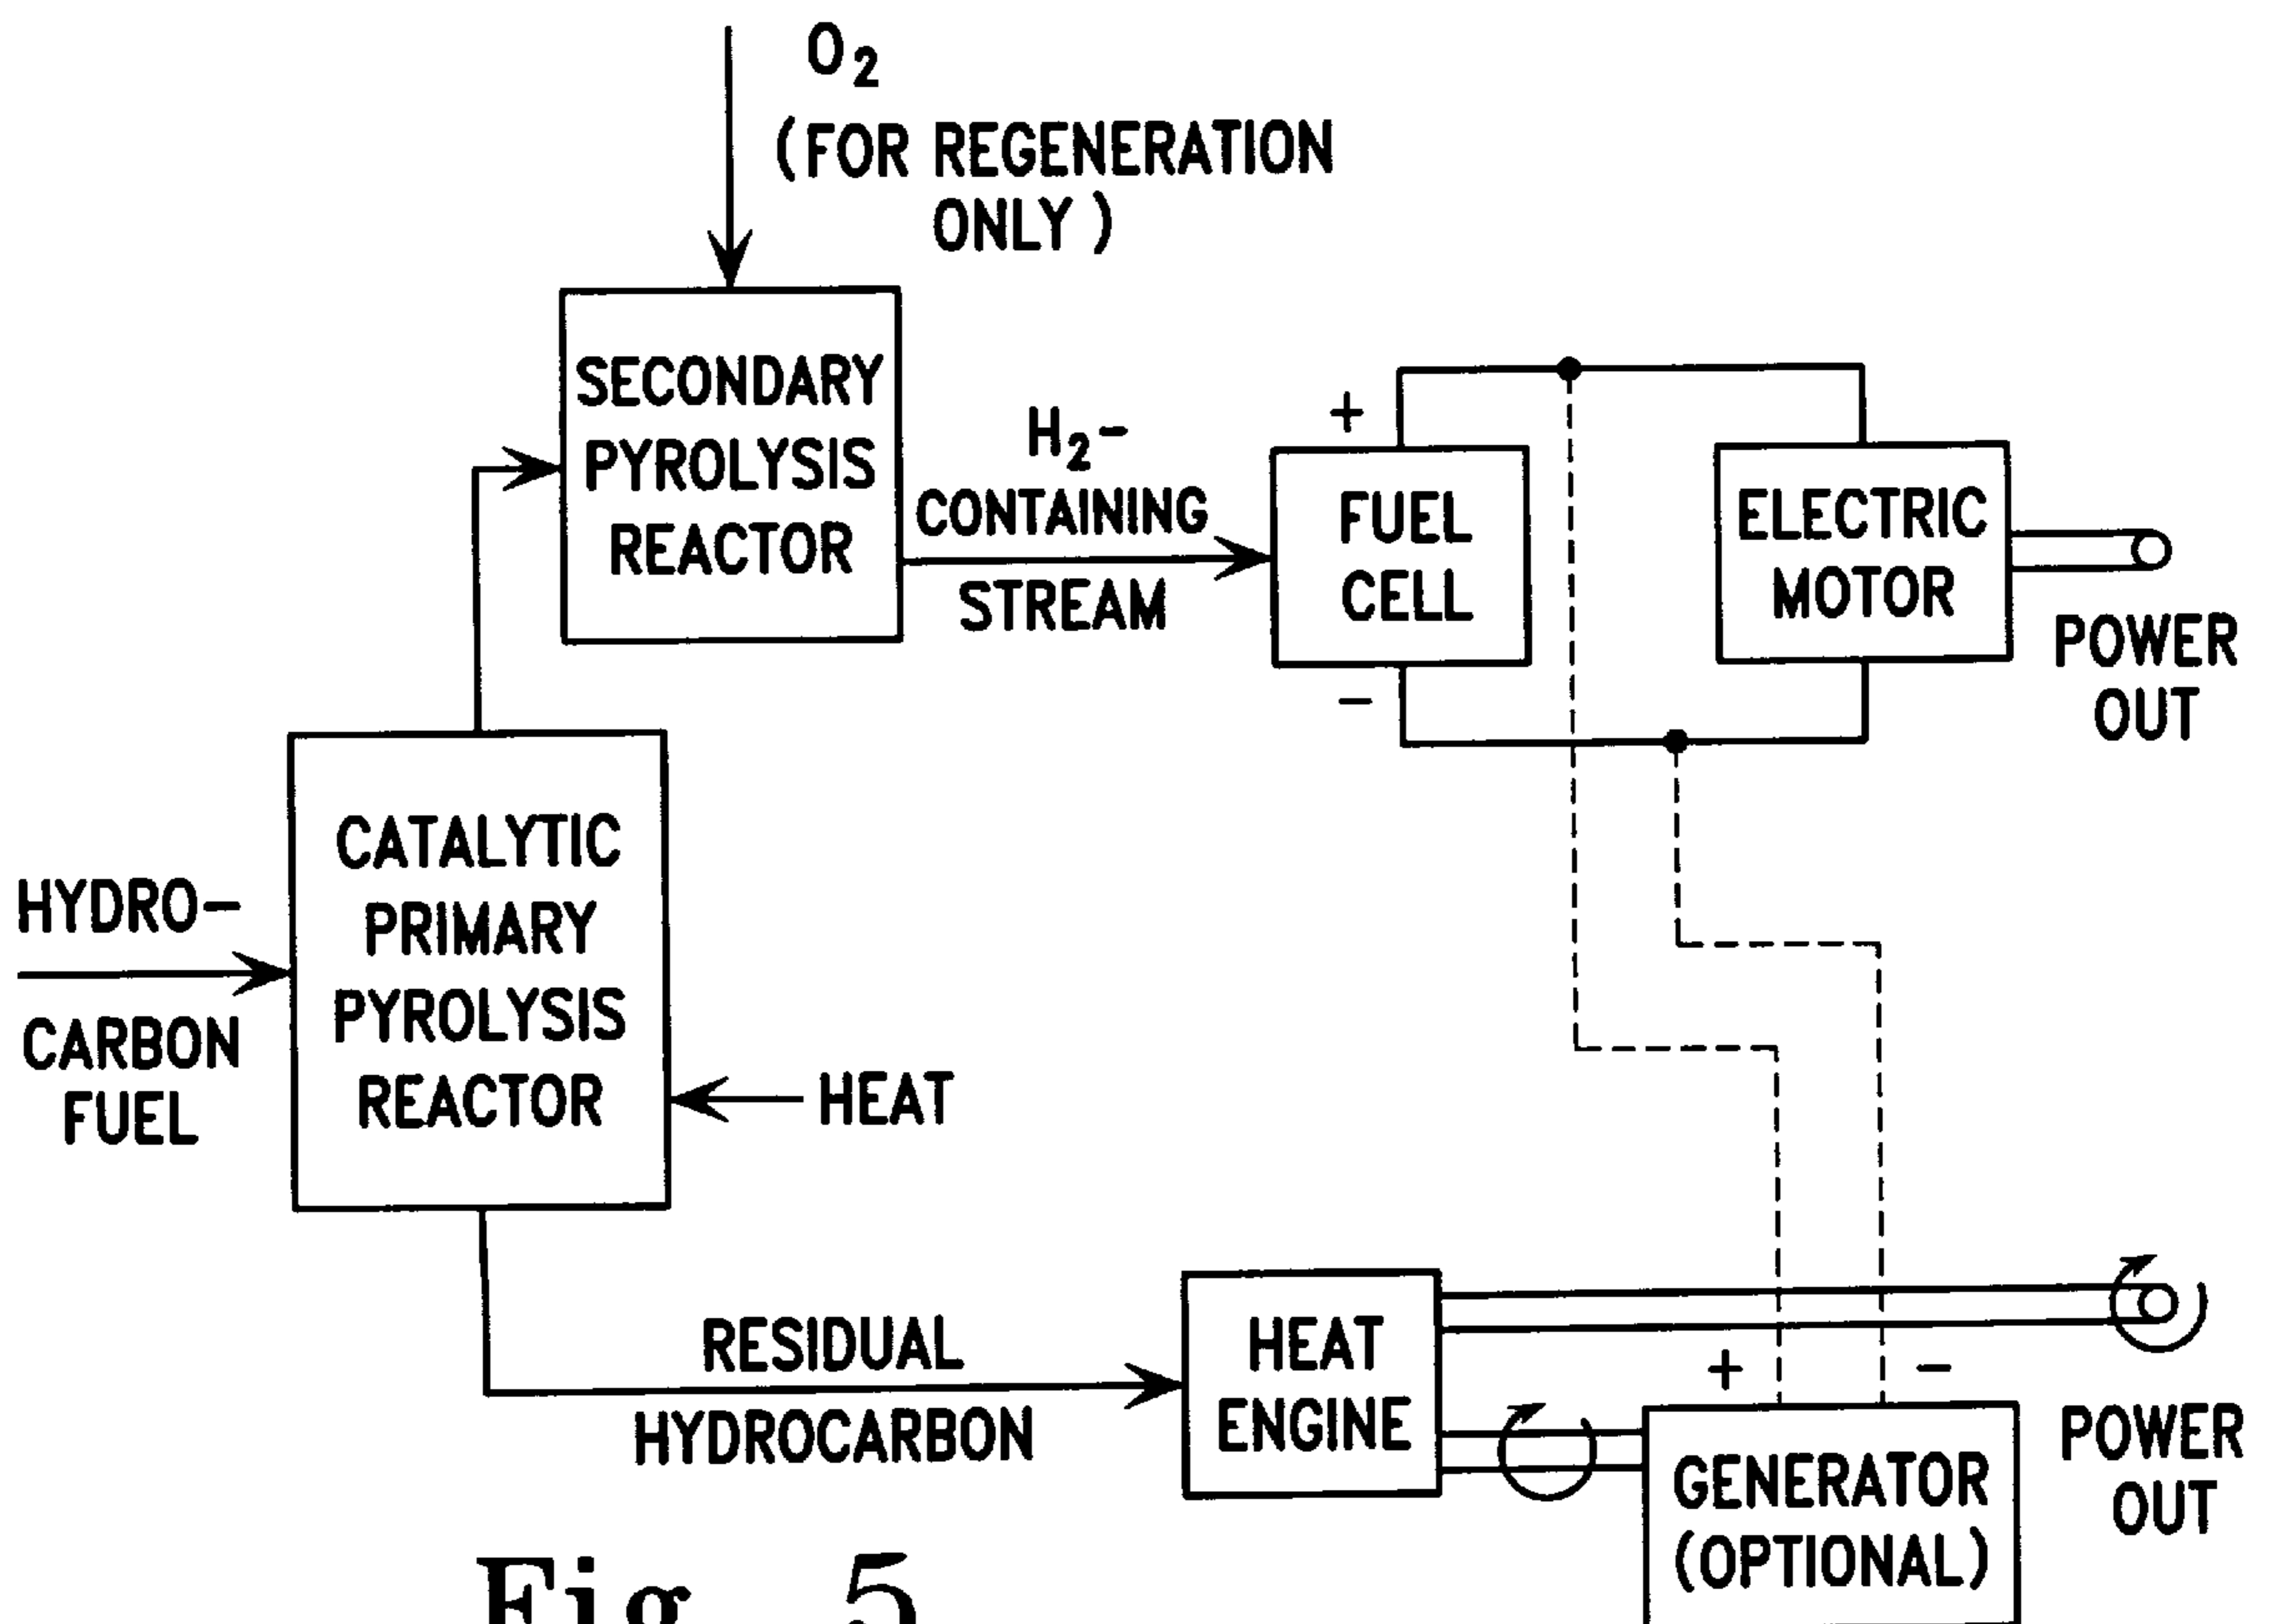 O₂
(FOR REGENERATION
ONLY)
SECONDARY
PYROLYSIS
REACTOR
H₂-
CONTAINING
STREAM
+
FUEL
CELL
-
ELECTRIC
MOTOR
POWER
OUT
HYDRO-
CARBON
FUEL
CATALYTIC
PRIMARY
PYROLYSIS
REACTOR
HEAT
RESIDUAL
HYDROCARBON
HEAT
ENGINE
+ -
GENERATOR
(OPTIONAL)
POWER
OUT
Fig. 5